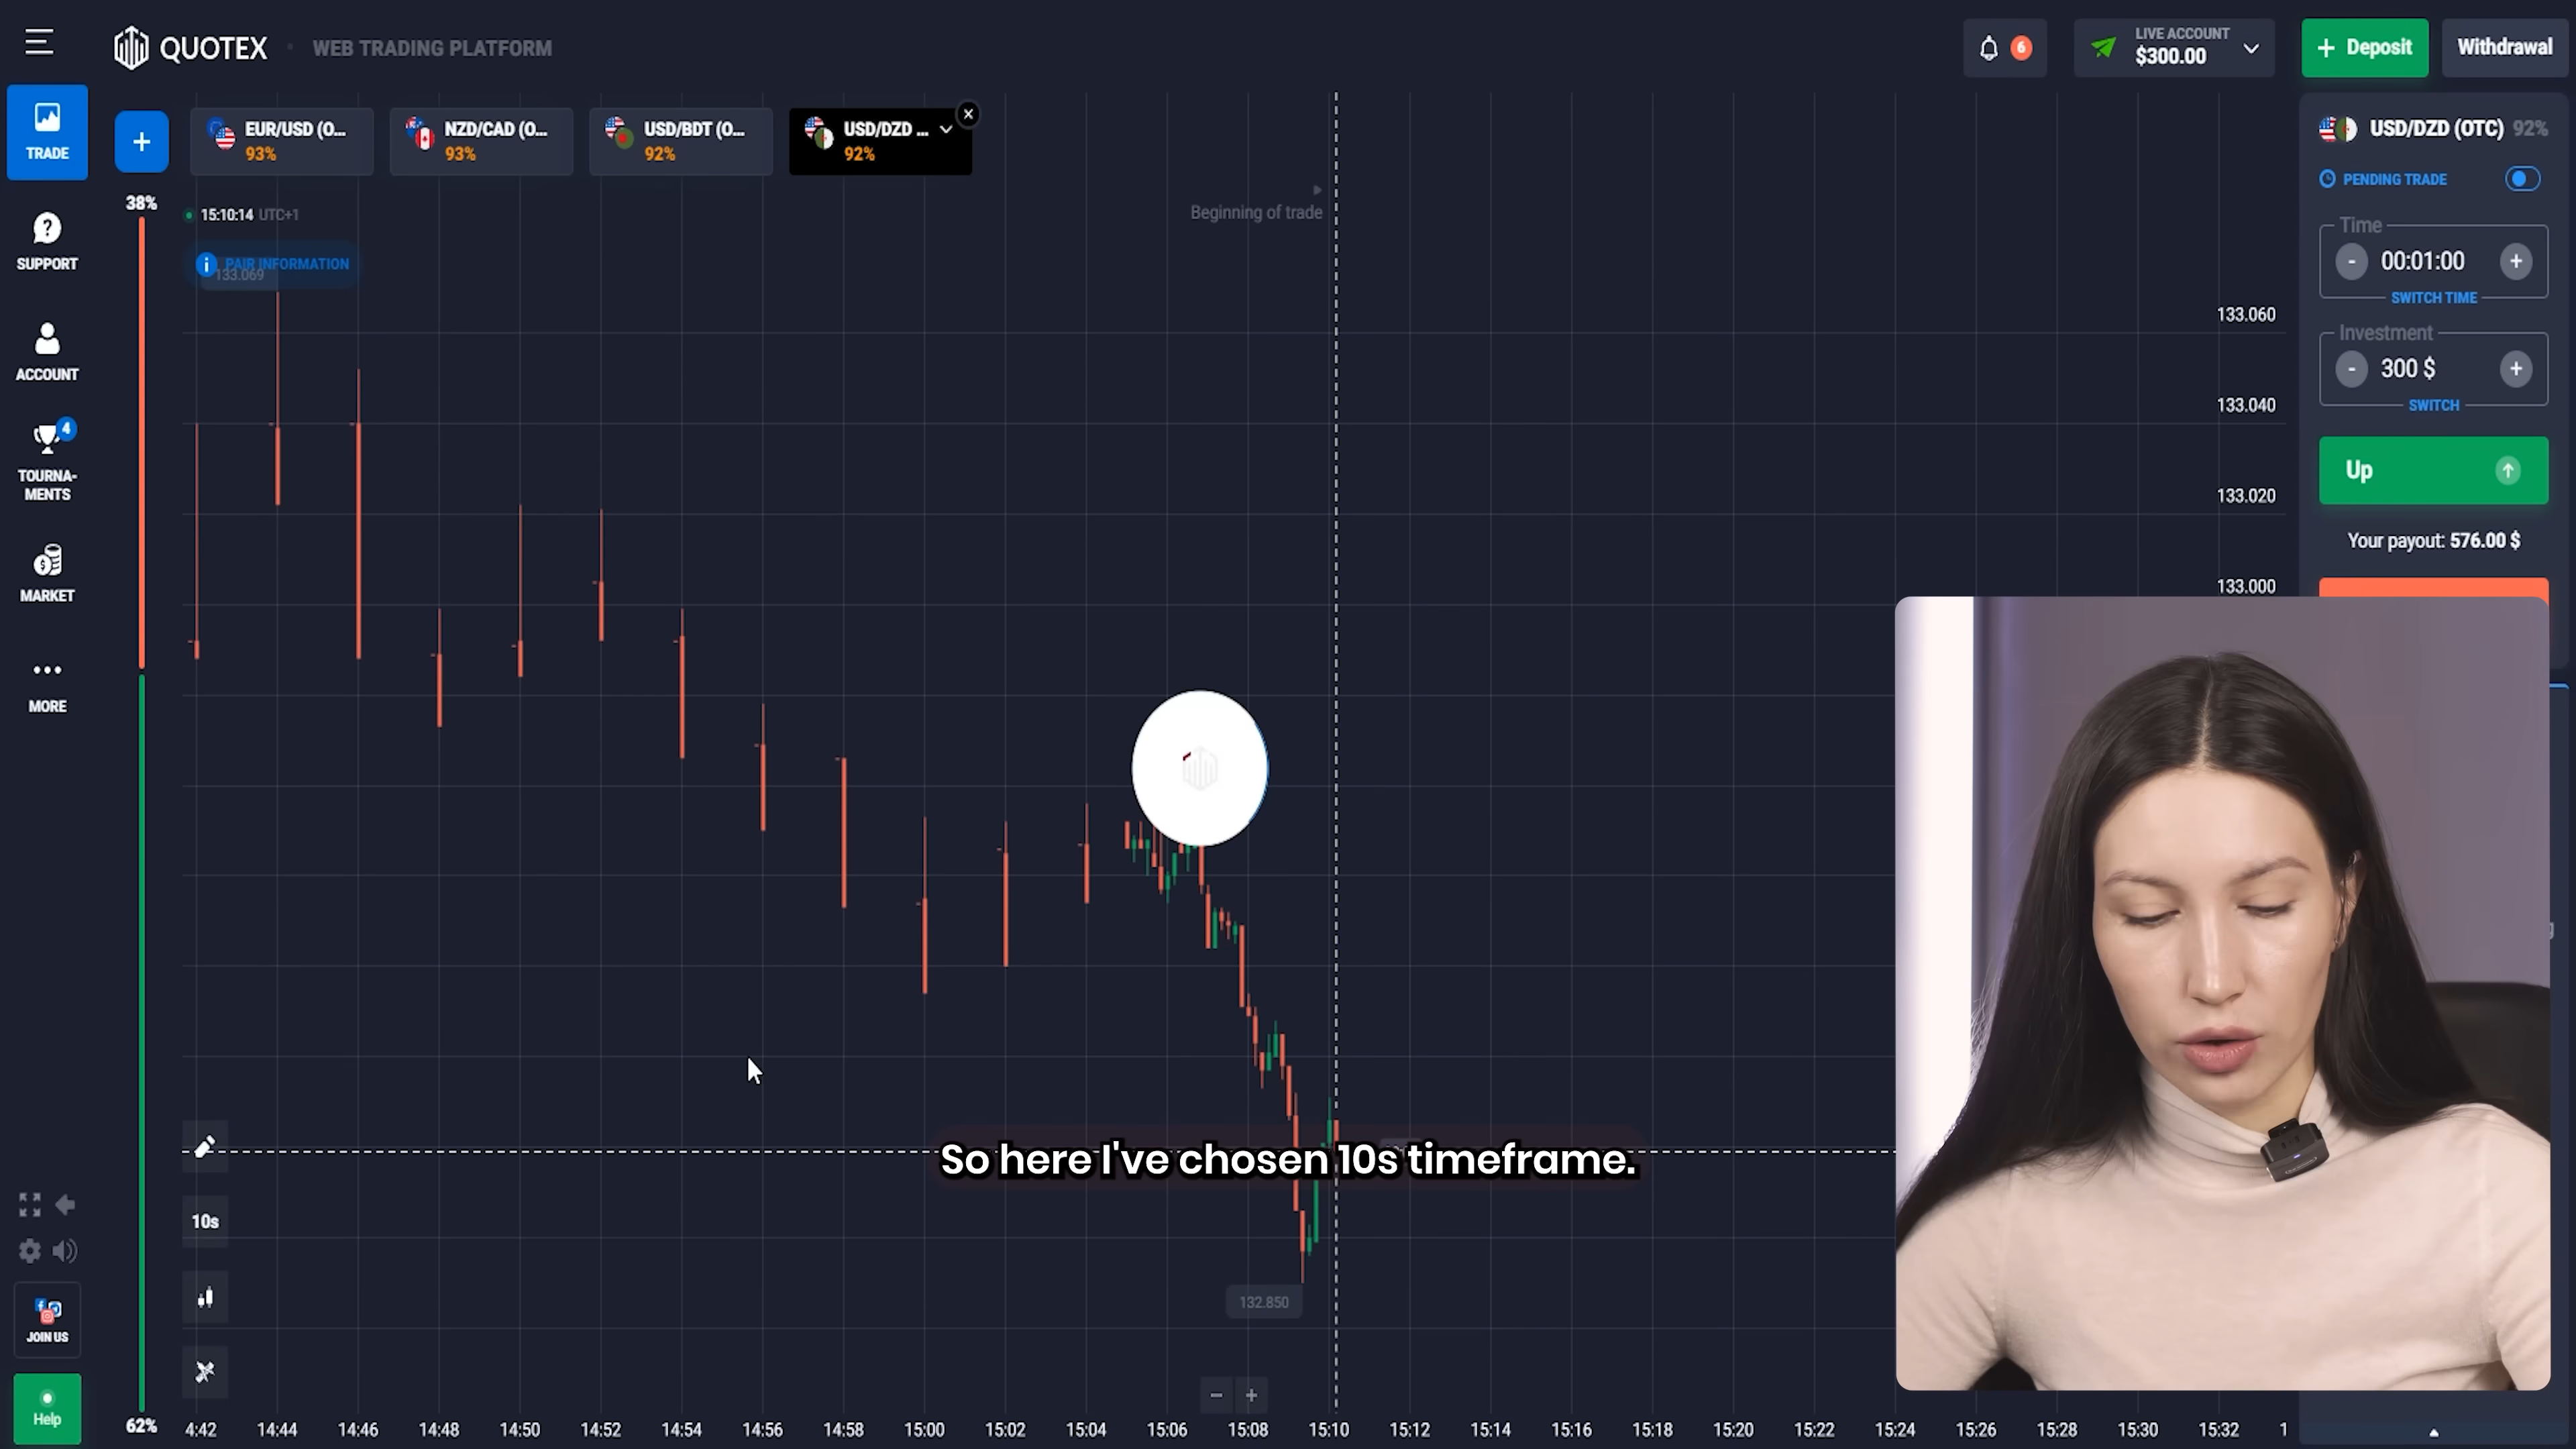 QUOTEX
WEB TRADING PLATFORM
6
LIVE ACCOUNT
$300.00
+ Deposit
Withdrawal
TRADE
SUPPORT
ACCOUNT
4
TOURNA-
MENTS
MARKET
MORE
JOIN US
Help
+
EUR/USD (O...
93%
NZD/CAD (O...
93%
USD/BDT (O...
92%
USD/DZD ...
92%
38%
62%
15:10:14 UTC+1
PAIR INFORMATION
133.069
Beginning of trade
133.060
133.040
133.020
133.000
132.850
10s
So here I've chosen 10s timeframe.
4:42 14:44 14:46 14:48 14:50 14:52 14:54 14:56 14:58 15:00 15:02 15:04 15:06 15:08 15:10 15:12 15:14 15:16 15:18 15:20 15:22 15:24 15:26 15:28 15:30 15:32 1
USD/DZD (OTC) 92%
PENDING TRADE
Time
- 00:01:00 +
SWITCH TIME
Investment
- 300 $ +
SWITCH
Up
Your payout: 576.00 $